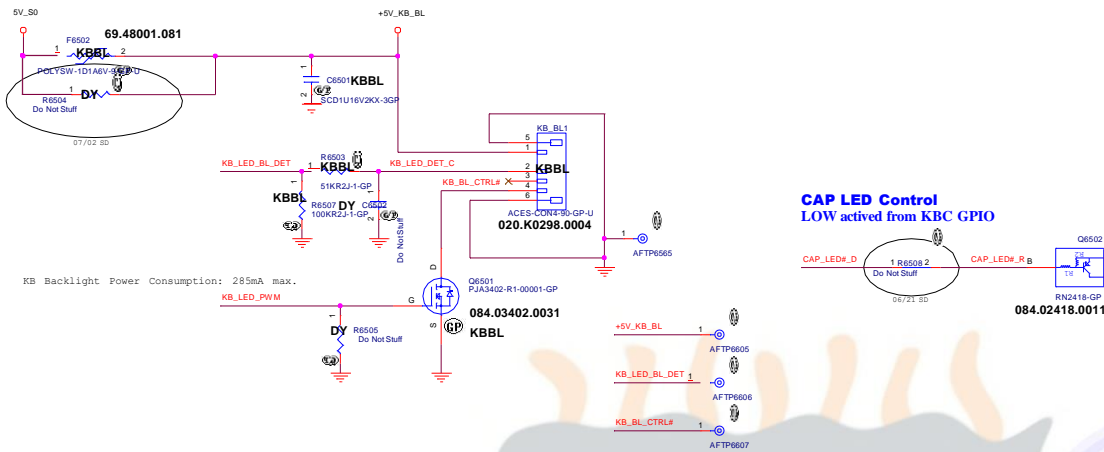 5V_S0
+5V_KB_BL
F6502
69.48001.081
1
KBBL
2
R6504
1
DY
Do Not Stuff
07/02 SD
1
C6501
KBBL
2
SCD1U16V2KX-3GP
KB_BL1
5
1
2
KBBL
3
4
6
ACES-CON4-90-GP-U
020.K0298.0004
KB_LED_BL_DET
1
R6503
KBBL
51KR2J-1-GP
KB_LED_DET_C
KB_BL_CTRL#
1
KBBL
R6507
100KR2J-1-GP
DY
C6502
1
2
Do Not Stuff
1
AFTP6565
KB Backlight Power Consumption: 285mA max.
KB_LED_PWM
G
D
S
Q6501
PJA3402-R1-00001-GP
084.03402.0031
GP
KBBL
1
DY
R6505
Do Not Stuff
+5V_KB_BL
1
AFTP6605
KB_LED_BL_DET
1
AFTP6606
KB_BL_CTRL#
1
AFTP6607
CAP LED Control
LOW actived from KBC GPIO
CAP_LED#_D
1 R6508 2
Do Not Stuff
06/21 SD
CAP_LED#_R
B
Q6502
R1
R2
RN2418-GP
084.02418.0011